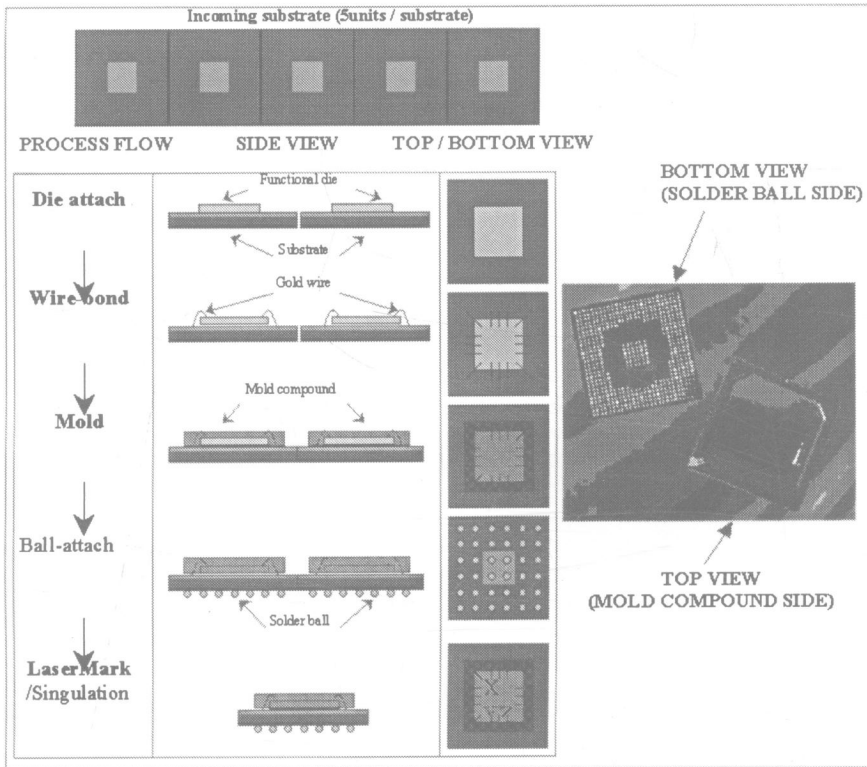 Incoming substrate (5units / substrate)
PROCESS FLOW
SIDE VIEW
TOP / BOTTOM VIEW
Die attach
Functional die
Substrate
Wire-bond
Gold wire
Mold
Mold compound
Ball-attach
Solder ball
LaserMark
/Singulation
X
YZ
BOTTOM VIEW
(SOLDER BALL SIDE)
TOP VIEW
(MOLD COMPOUND SIDE)